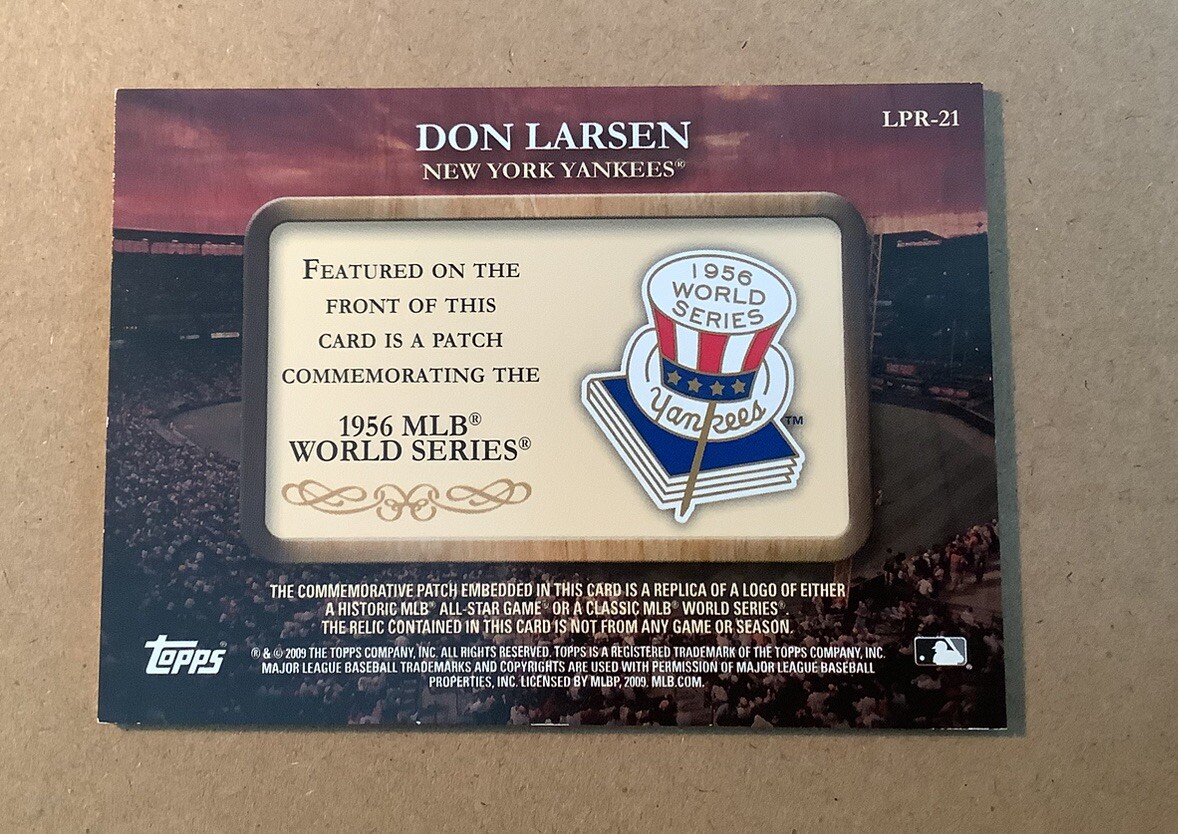 LPR-21
DON LARSEN
NEW YORK YANKEES®
FEATURED ON THE
FRONT OF THIS
CARD IS A PATCH
COMMEMORATING THE
1956 MLB®
WORLD SERIES®
1956
WORLD
SERIES
Yankees
TM
THE COMMEMORATIVE PATCH EMBEDDED IN THIS CARD IS A REPLICA OF A LOGO OF EITHER
A HISTORIC MLB® ALL-STAR GAME® OR A CLASSIC MLB® WORLD SERIES®.
THE RELIC CONTAINED IN THIS CARD IS NOT FROM ANY GAME OR SEASON.
TOPPS®
® & © 2009 THE TOPPS COMPANY, INC. ALL RIGHTS RESERVED. TOPPS IS A REGISTERED TRADEMARK OF THE TOPPS COMPANY, INC.
MAJOR LEAGUE BASEBALL TRADEMARKS AND COPYRIGHTS ARE USED WITH PERMISSION OF MAJOR LEAGUE BASEBALL
PROPERTIES, INC. LICENSED BY MLBP, 2009. MLB.COM.